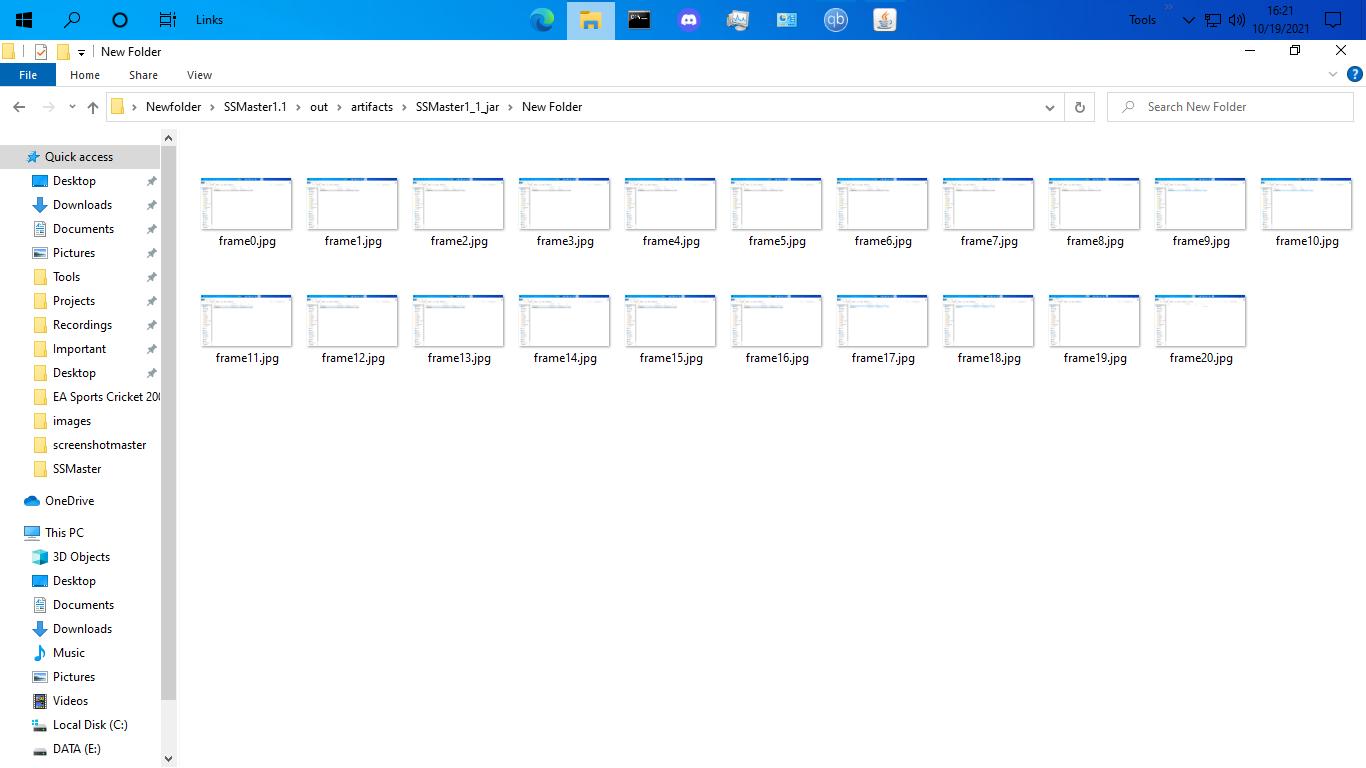 Links
Tools
16:21
10/19/2021
New Folder
File Home Share View
Newfolder SSMaster1.1 out artifacts SSMaster1_1_jar New Folder
Search New Folder
Quick access
Desktop
Downloads
Documents
Pictures
Tools
Projects
Recordings
Important
Desktop
EA Sports Cricket 200
images
screenshotmaster
SSMaster
OneDrive
This PC
3D Objects
Desktop
Documents
Downloads
Music
Pictures
Videos
Local Disk (C:)
DATA (E:)
frame0.jpg frame1.jpg frame2.jpg frame3.jpg frame4.jpg frame5.jpg frame6.jpg frame7.jpg frame8.jpg frame9.jpg frame10.jpg
frame11.jpg frame12.jpg frame13.jpg frame14.jpg frame15.jpg frame16.jpg frame17.jpg frame18.jpg frame19.jpg frame20.jpg